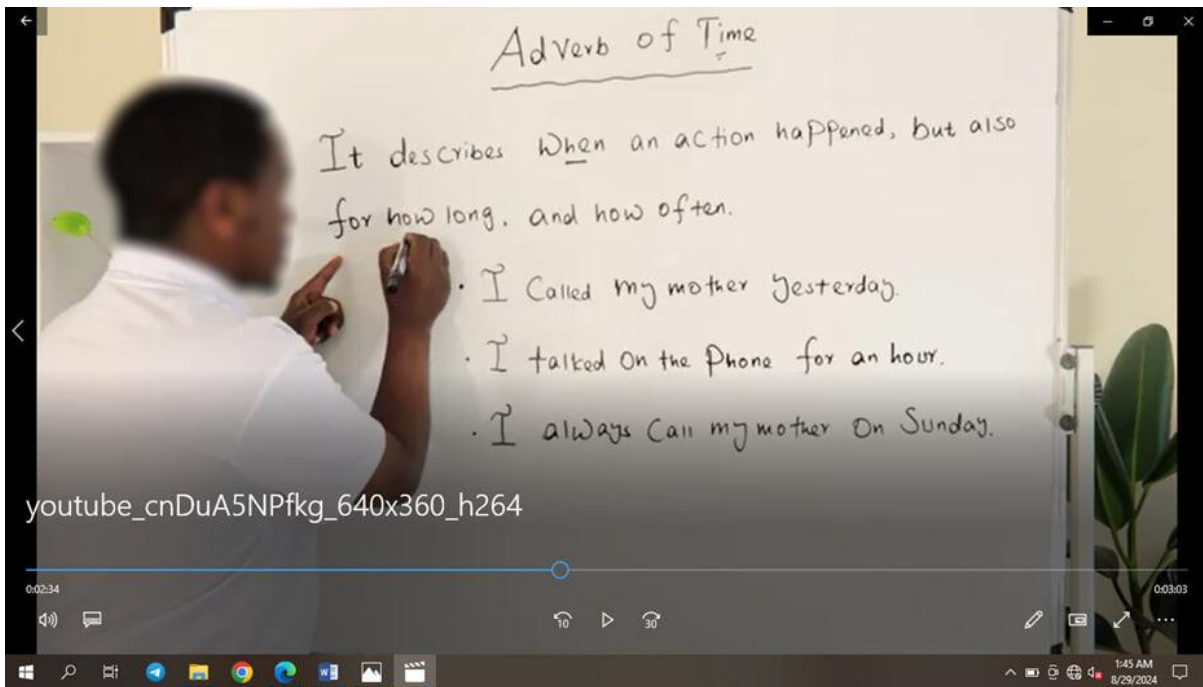 Adverb of Time
It describes when an action happened, but also
for how long, and how often.
· I called my mother yesterday.
· I talked on the phone for an hour.
· I always call my mother on Sunday.
youtube_cnDuA5NPfkg_640x360_h264
0:02:34
0:03:03
10
30
1:45 AM
8/29/2024